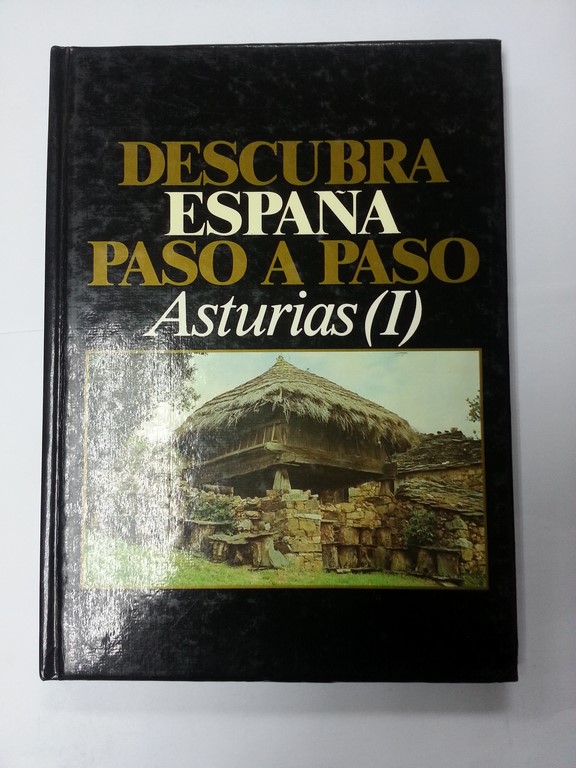 DESCUBRA
ESPAÑA
PASO A PASO
Asturias (I)